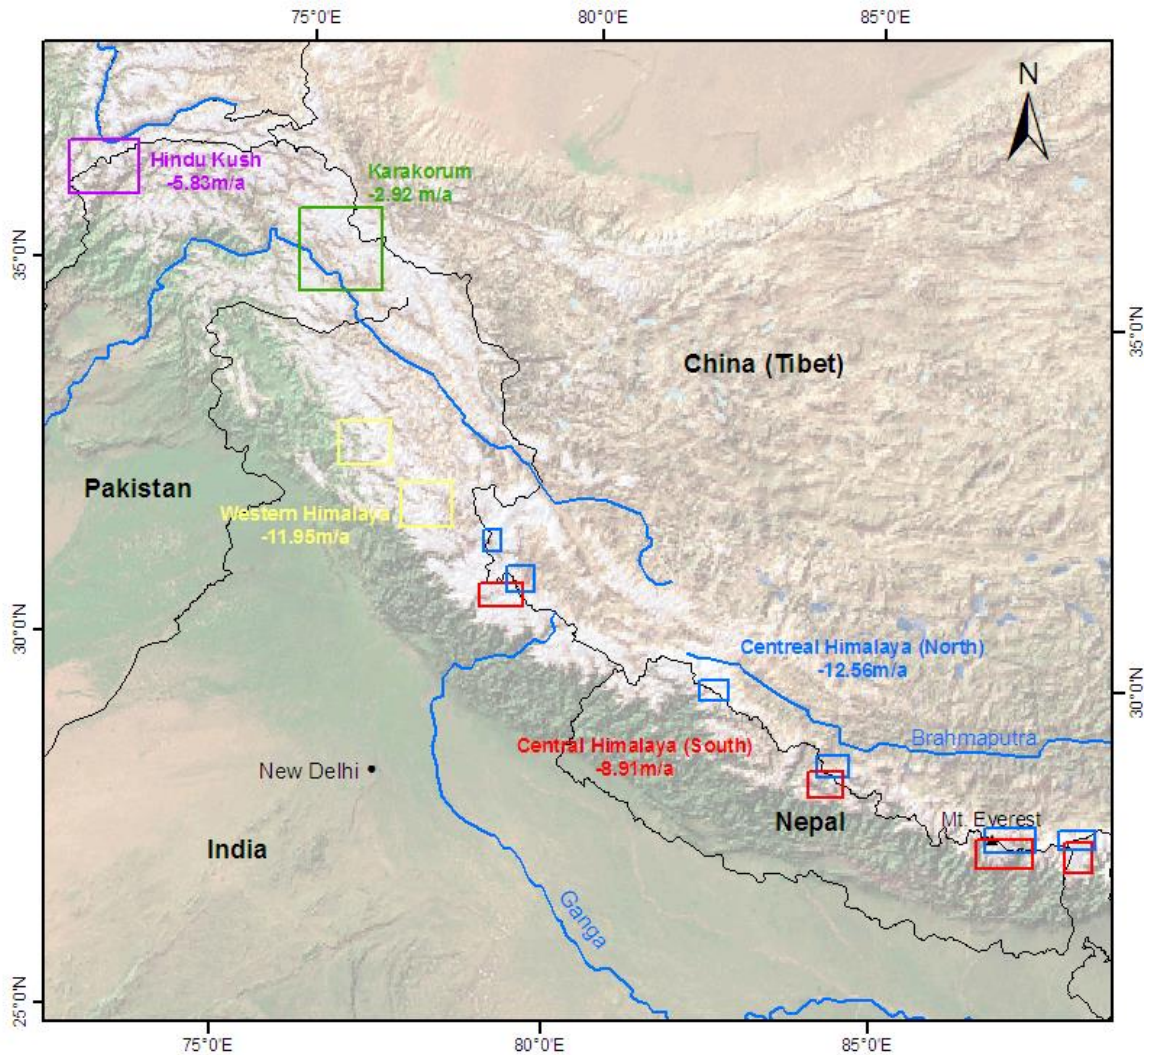 75°0'E
80°0'E
85°0'E
N
Hindu Kush
-5.83m/a
Karakorum
-2.92 m/a
35°0'N
35°0'N
China (Tibet)
Pakistan
Western Himalaya
-11.95m/a
30°0'N
Centreal Himalaya (North)
-12.56m/a
30°0'N
Brahmaputra
Central Himalaya (South)
-8.91m/a
New Delhi
Nepal
Mt. Everest
India
Ganga
25°0'N
75°0'E
80°0'E
85°0'E